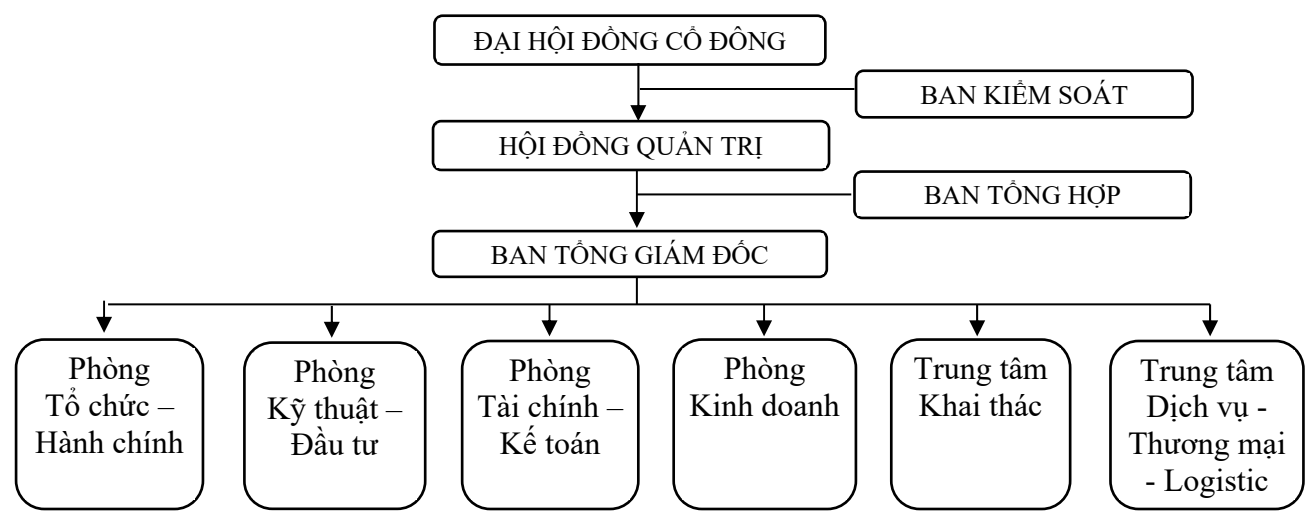 ĐẠI HỘI ĐỒNG CỔ ĐÔNG
BAN KIỂM SOÁT
HỘI ĐỒNG QUẢN TRỊ
BAN TỔNG HỢP
BAN TỔNG GIÁM ĐỐC
Phòng
Tổ chức –
Hành chính
Phòng
Kỹ thuật –
Đầu tư
Phòng
Tài chính –
Kế toán
Phòng
Kinh doanh
Trung tâm
Khai thác
Trung tâm
Dịch vụ -
Thương mại
- Logistic